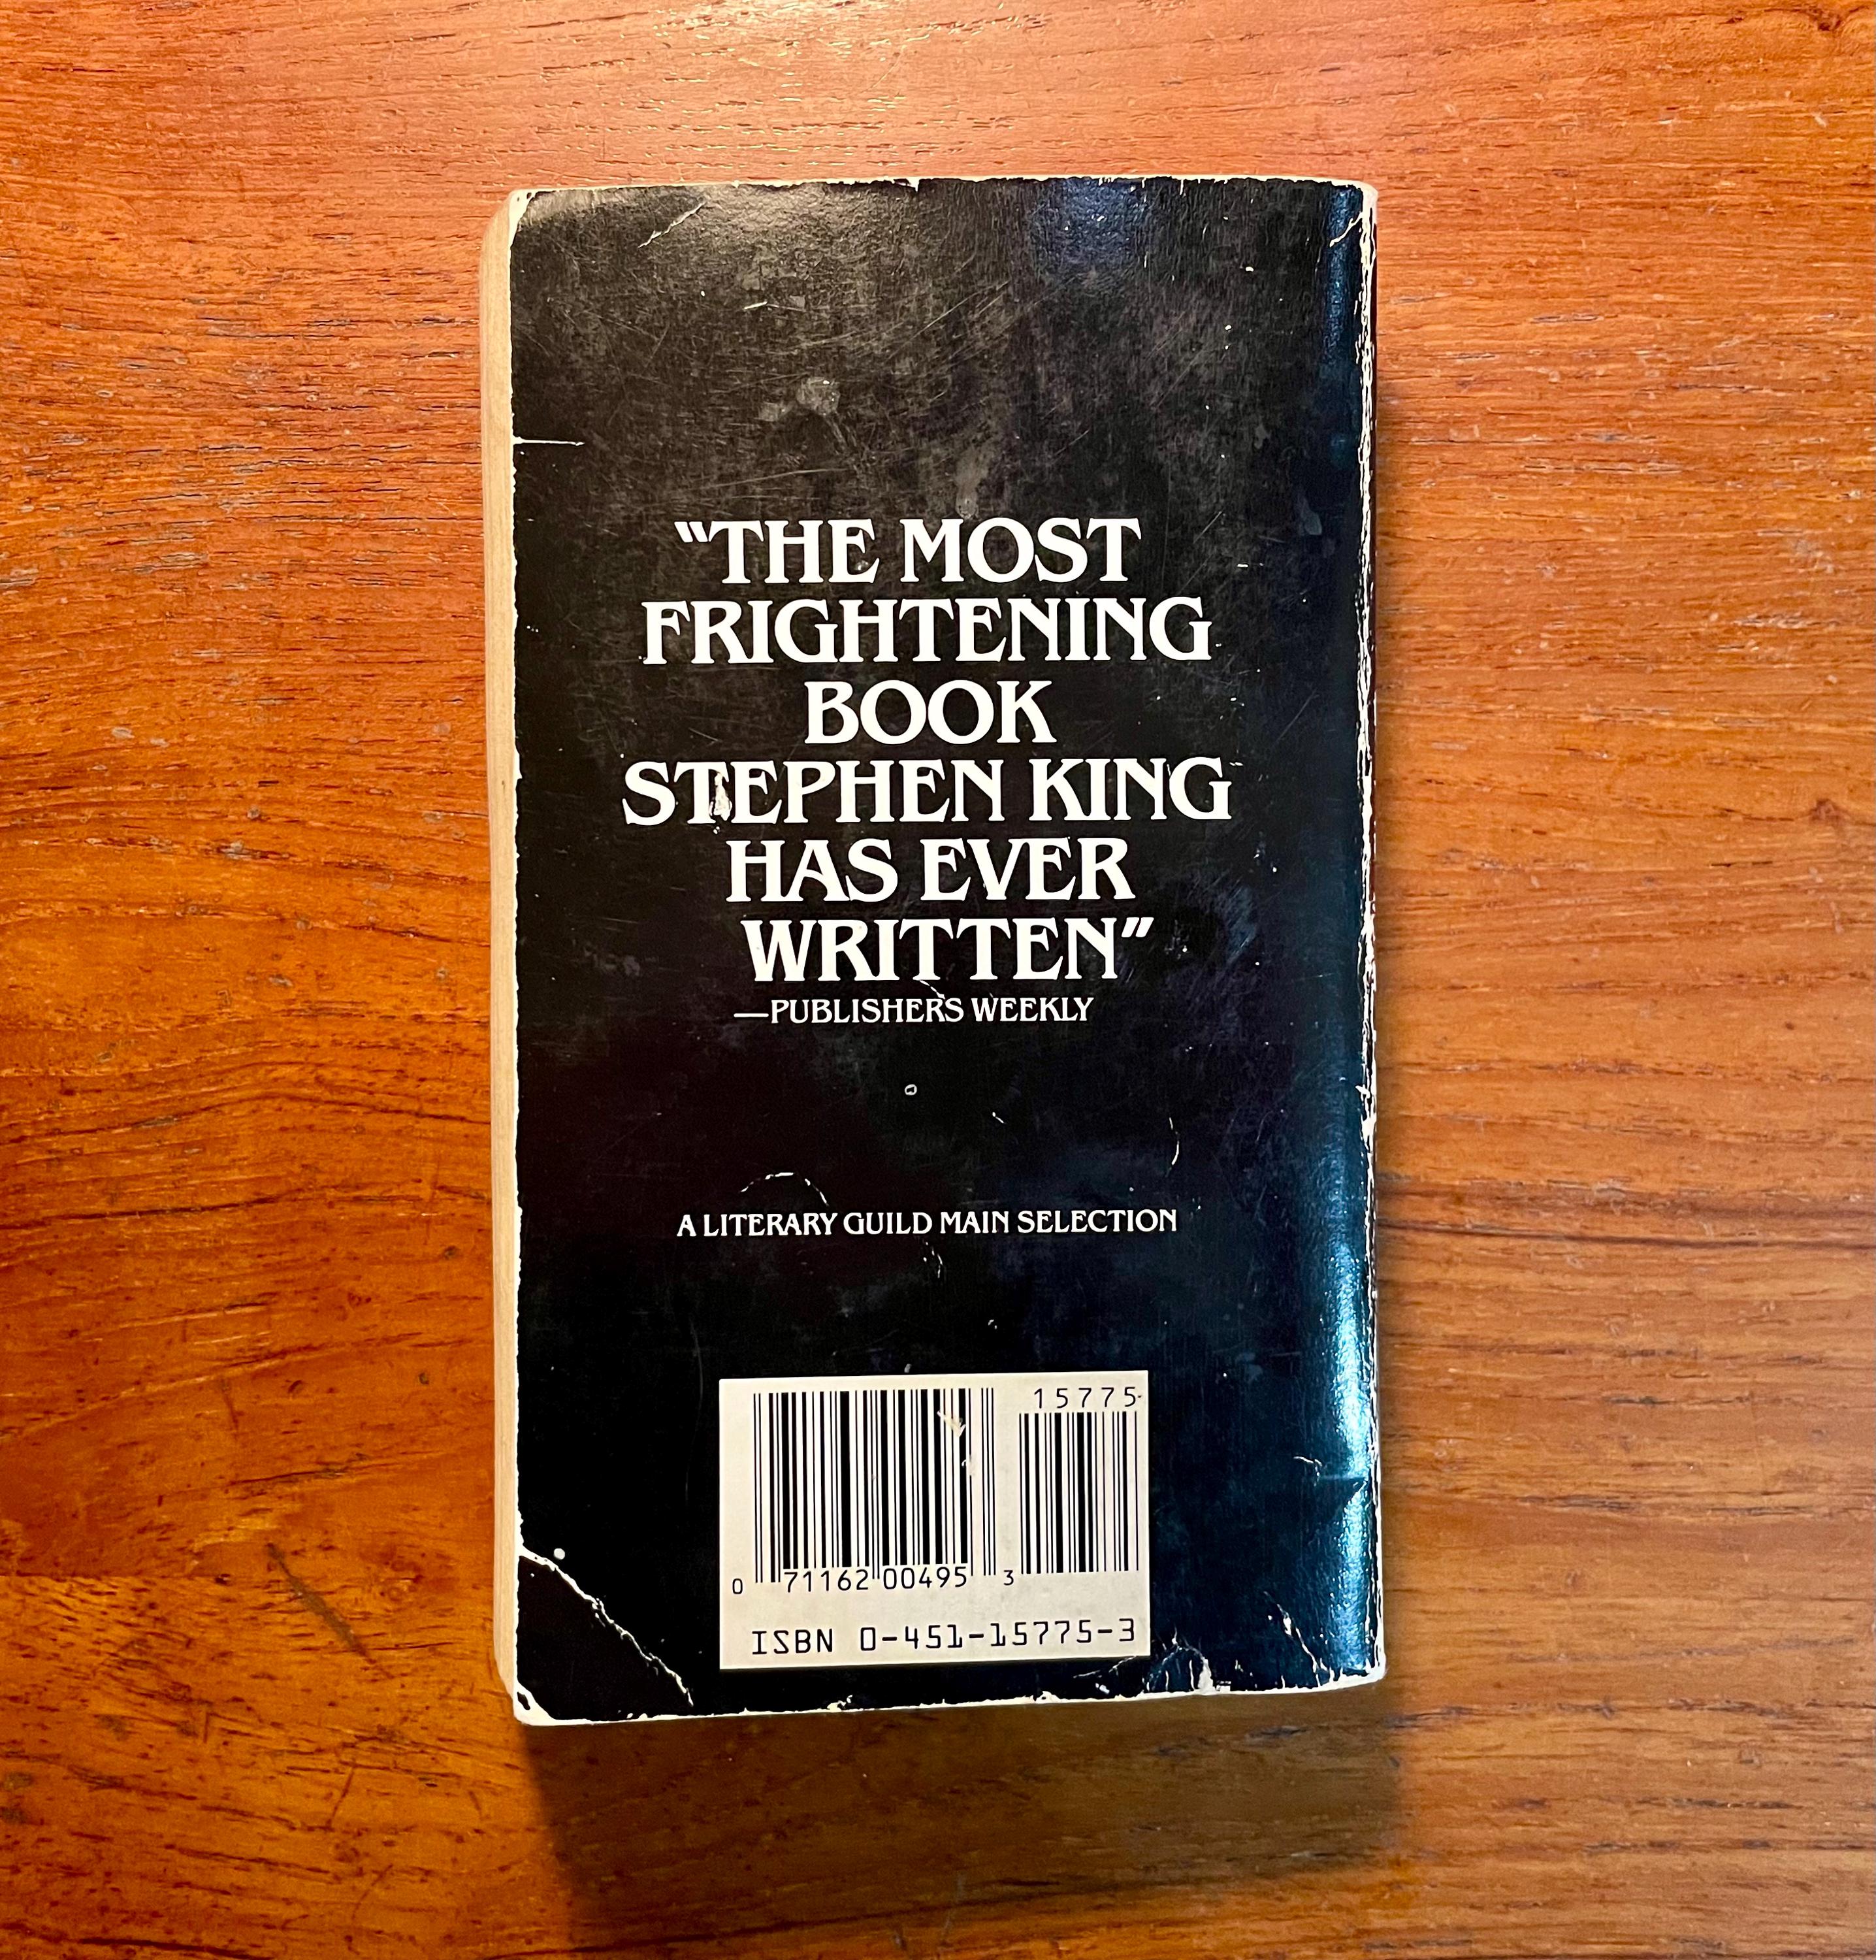 “THE MOST
FRIGHTENING
BOOK
STEPHEN KING
HAS EVER
WRITTEN”
—PUBLISHERS WEEKLY
A LITERARY GUILD MAIN SELECTION
15775
0 71162 00495 3
ISBN 0-451-15775-3